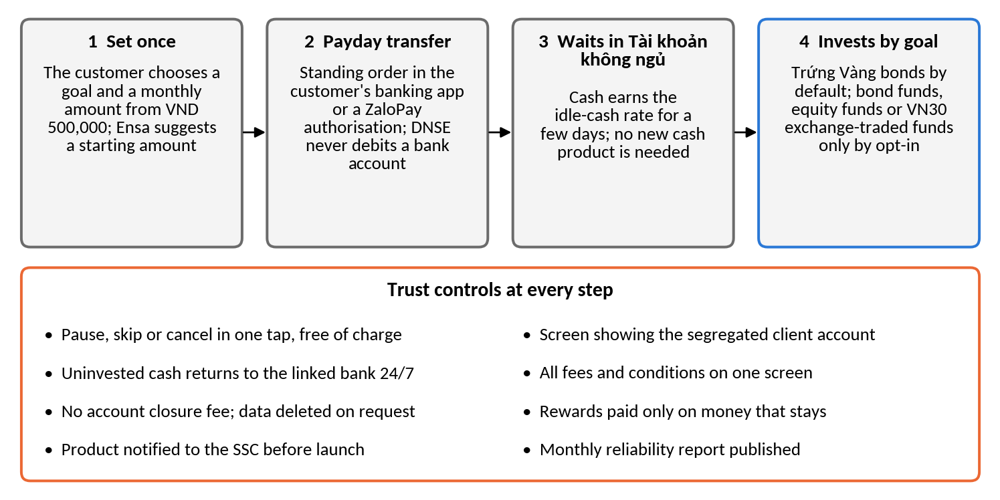 1 Set once
The customer chooses a
goal and a monthly
amount from VND
500,000; Ensa suggests
a starting amount
2 Payday transfer
Standing order in the
customer's banking app
or a ZaloPay
authorisation; DNSE
never debits a bank
account
3 Waits in Tài khoản
không ngủ
Cash earns the
idle-cash rate for a
few days; no new cash
product is needed
4 Invests by goal
Trứng Vàng bonds by
default; bond funds,
equity funds or VN30
exchange-traded funds
only by opt-in
Trust controls at every step
• Pause, skip or cancel in one tap, free of charge
• Uninvested cash returns to the linked bank 24/7
• No account closure fee; data deleted on request
• Product notified to the SSC before launch
• Screen showing the segregated client account
• All fees and conditions on one screen
• Rewards paid only on money that stays
• Monthly reliability report published